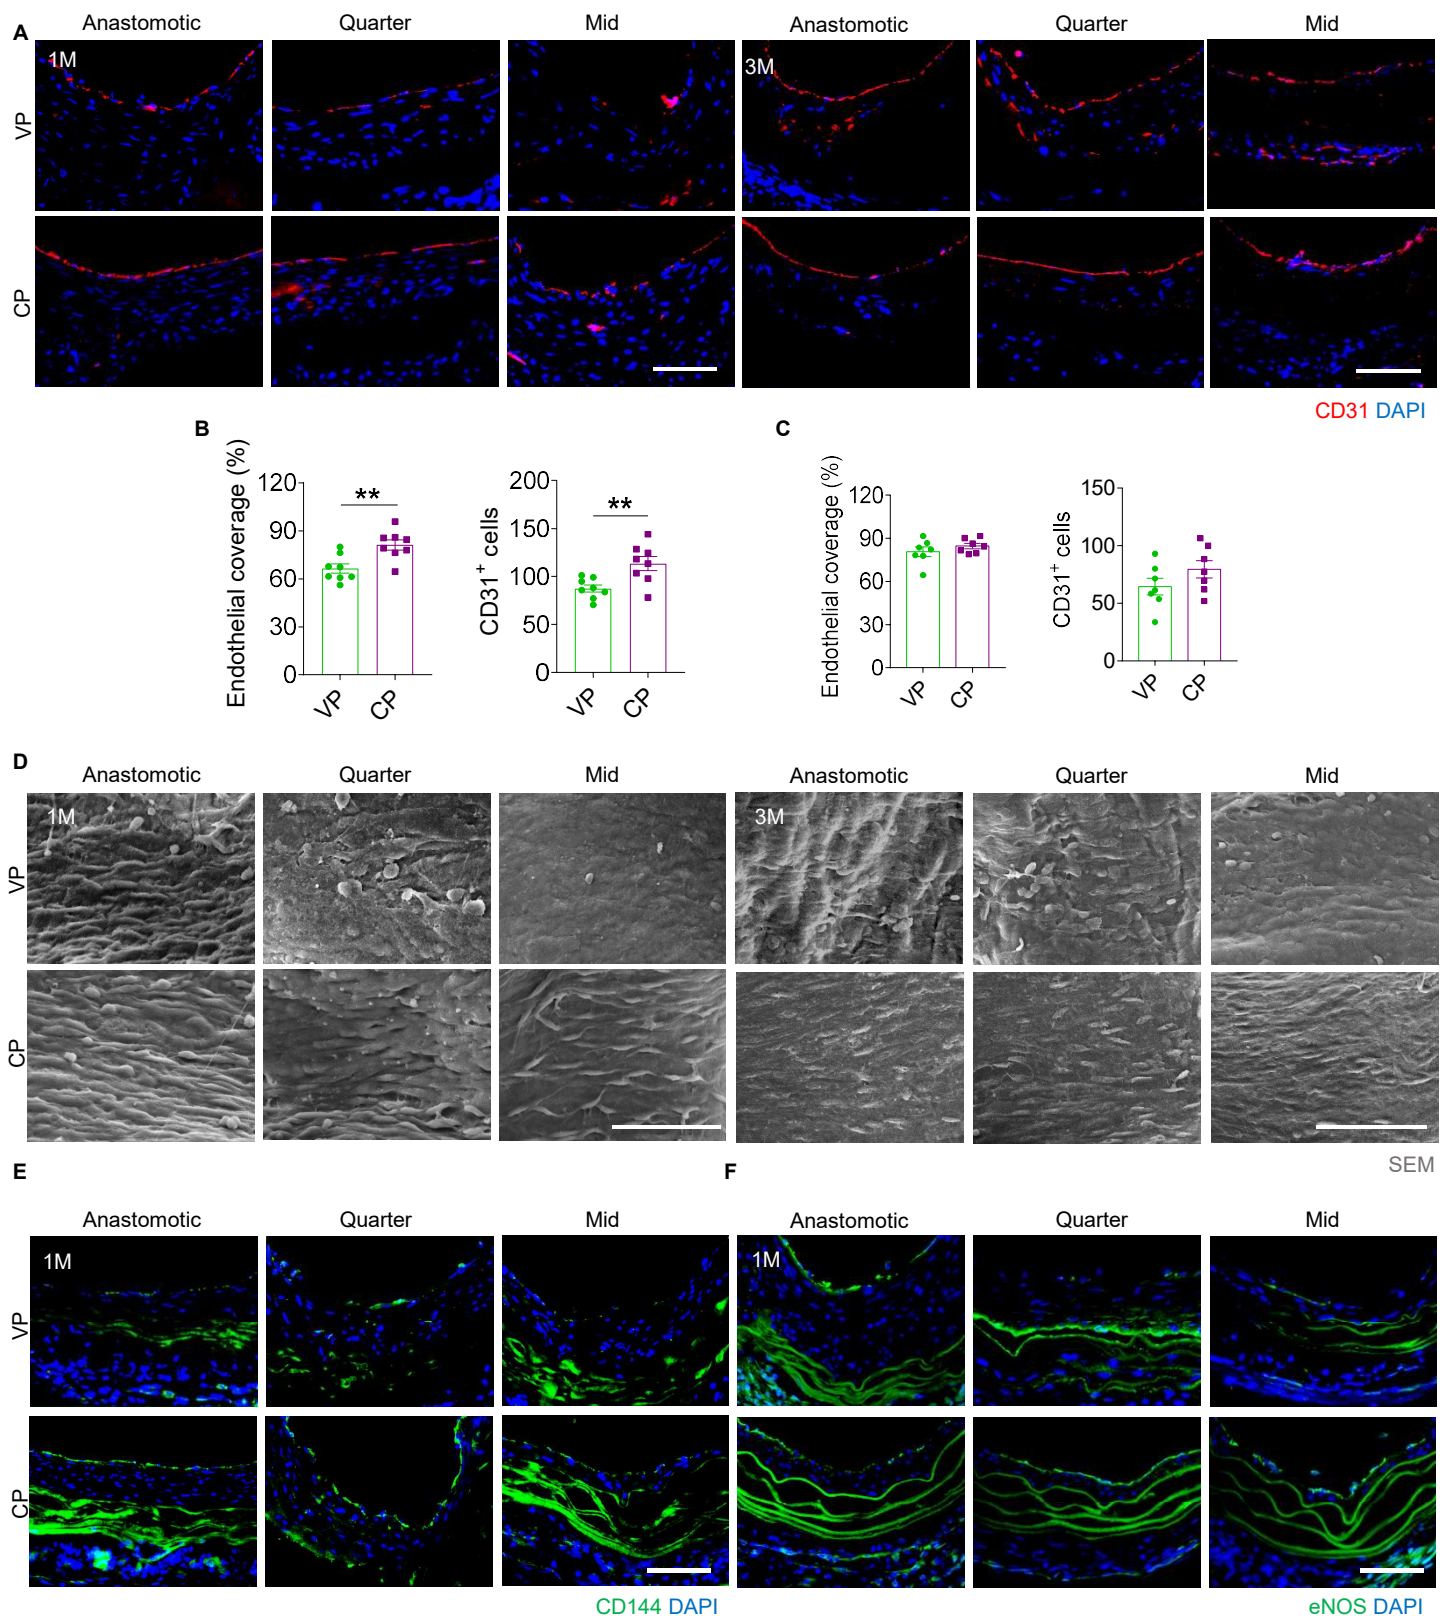 A
Anastomotic Quarter Mid Anastomotic Quarter Mid
1M 3M
VP
CP
CD31 DAPI
B C
Endothelial coverage (%)
120
90
60
30
0
**
VP CP
CD31+ cells
200
150
100
50
0
**
VP CP
Endothelial coverage (%)
120
90
60
30
0
VP CP
CD31+ cells
150
100
50
0
VP CP
D
Anastomotic Quarter Mid Anastomotic Quarter Mid
1M 3M
VP
CP
SEM
E F
Anastomotic Quarter Mid Anastomotic Quarter Mid
1M 1M
VP
CP
CD144 DAPI eNOS DAPI